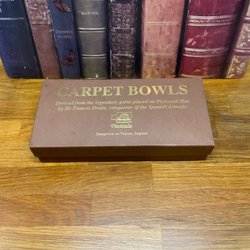 CARPET BOWLS
Derived from the legendary game played on Plymouth Hoe
by Sir Francis Drake, conqueror of the Spanish Armada